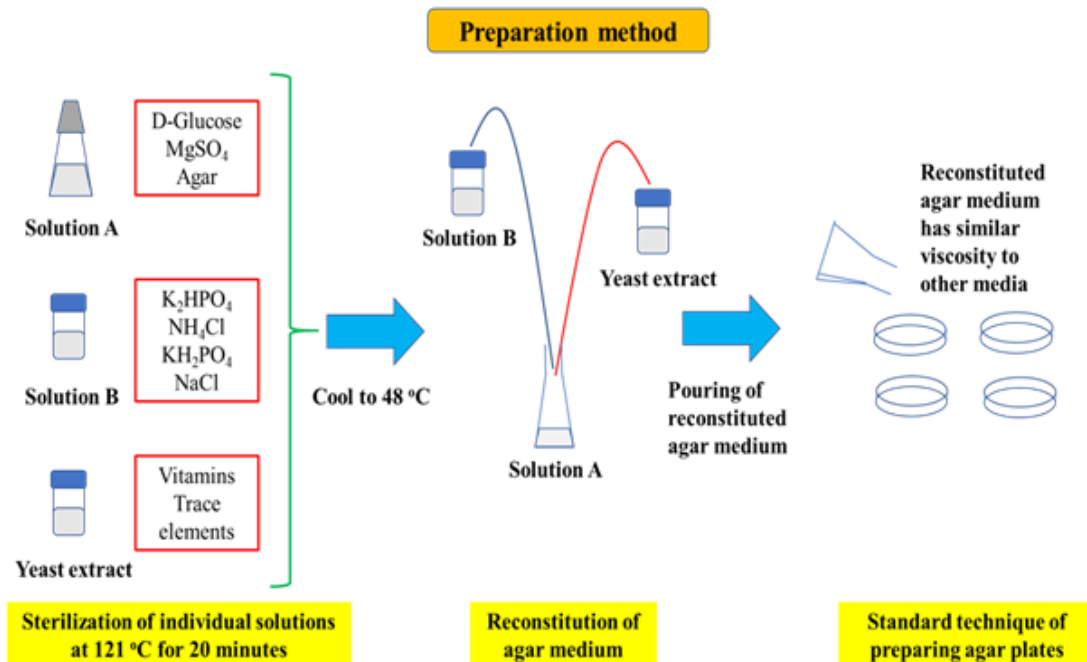 Preparation method
D-Glucose
MgSO₄
Agar
Solution A
K₂HPO₄
NH₄Cl
KH₂PO₄
NaCl
Solution B
Vitamins
Trace
elements
Yeast extract
Sterilization of individual solutions
at 121 °C for 20 minutes
Cool to 48 °C
Solution B
Yeast extract
Solution A
Reconstitution of
agar medium
Pouring of
reconstituted
agar medium
Reconstituted
agar medium
has similar
viscosity to
other media
Standard technique of
preparing agar plates